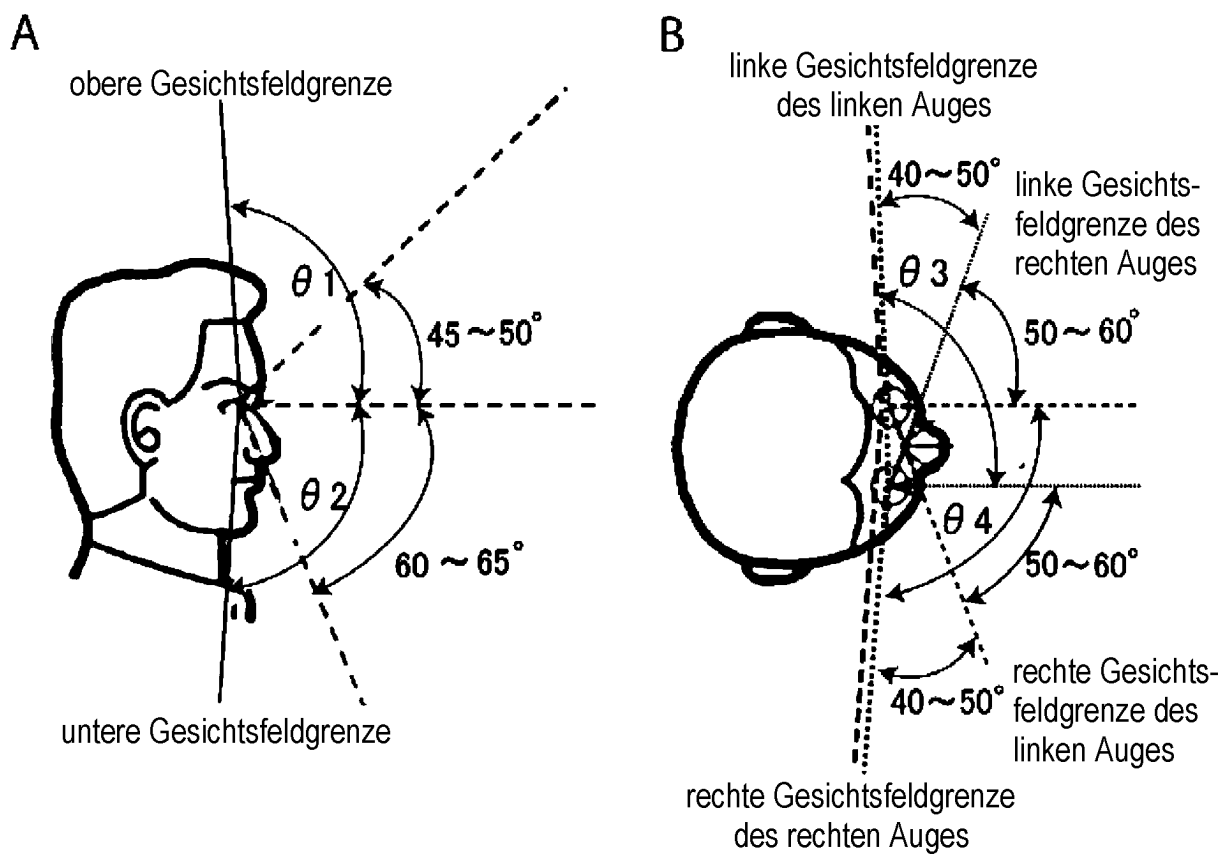 A
obere Gesichtsfeldgrenze
θ 1
45～50°
θ 2
60～65°
untere Gesichtsfeldgrenze
B
linke Gesichtsfeldgrenze
des linken Auges
40～50°
linke Gesichts-
feldgrenze des
rechten Auges
θ 3
50～60°
θ 4
50～60°
rechte Gesichts-
feldgrenze des
linken Auges
40～50°
rechte Gesichtsfeldgrenze
des rechten Auges